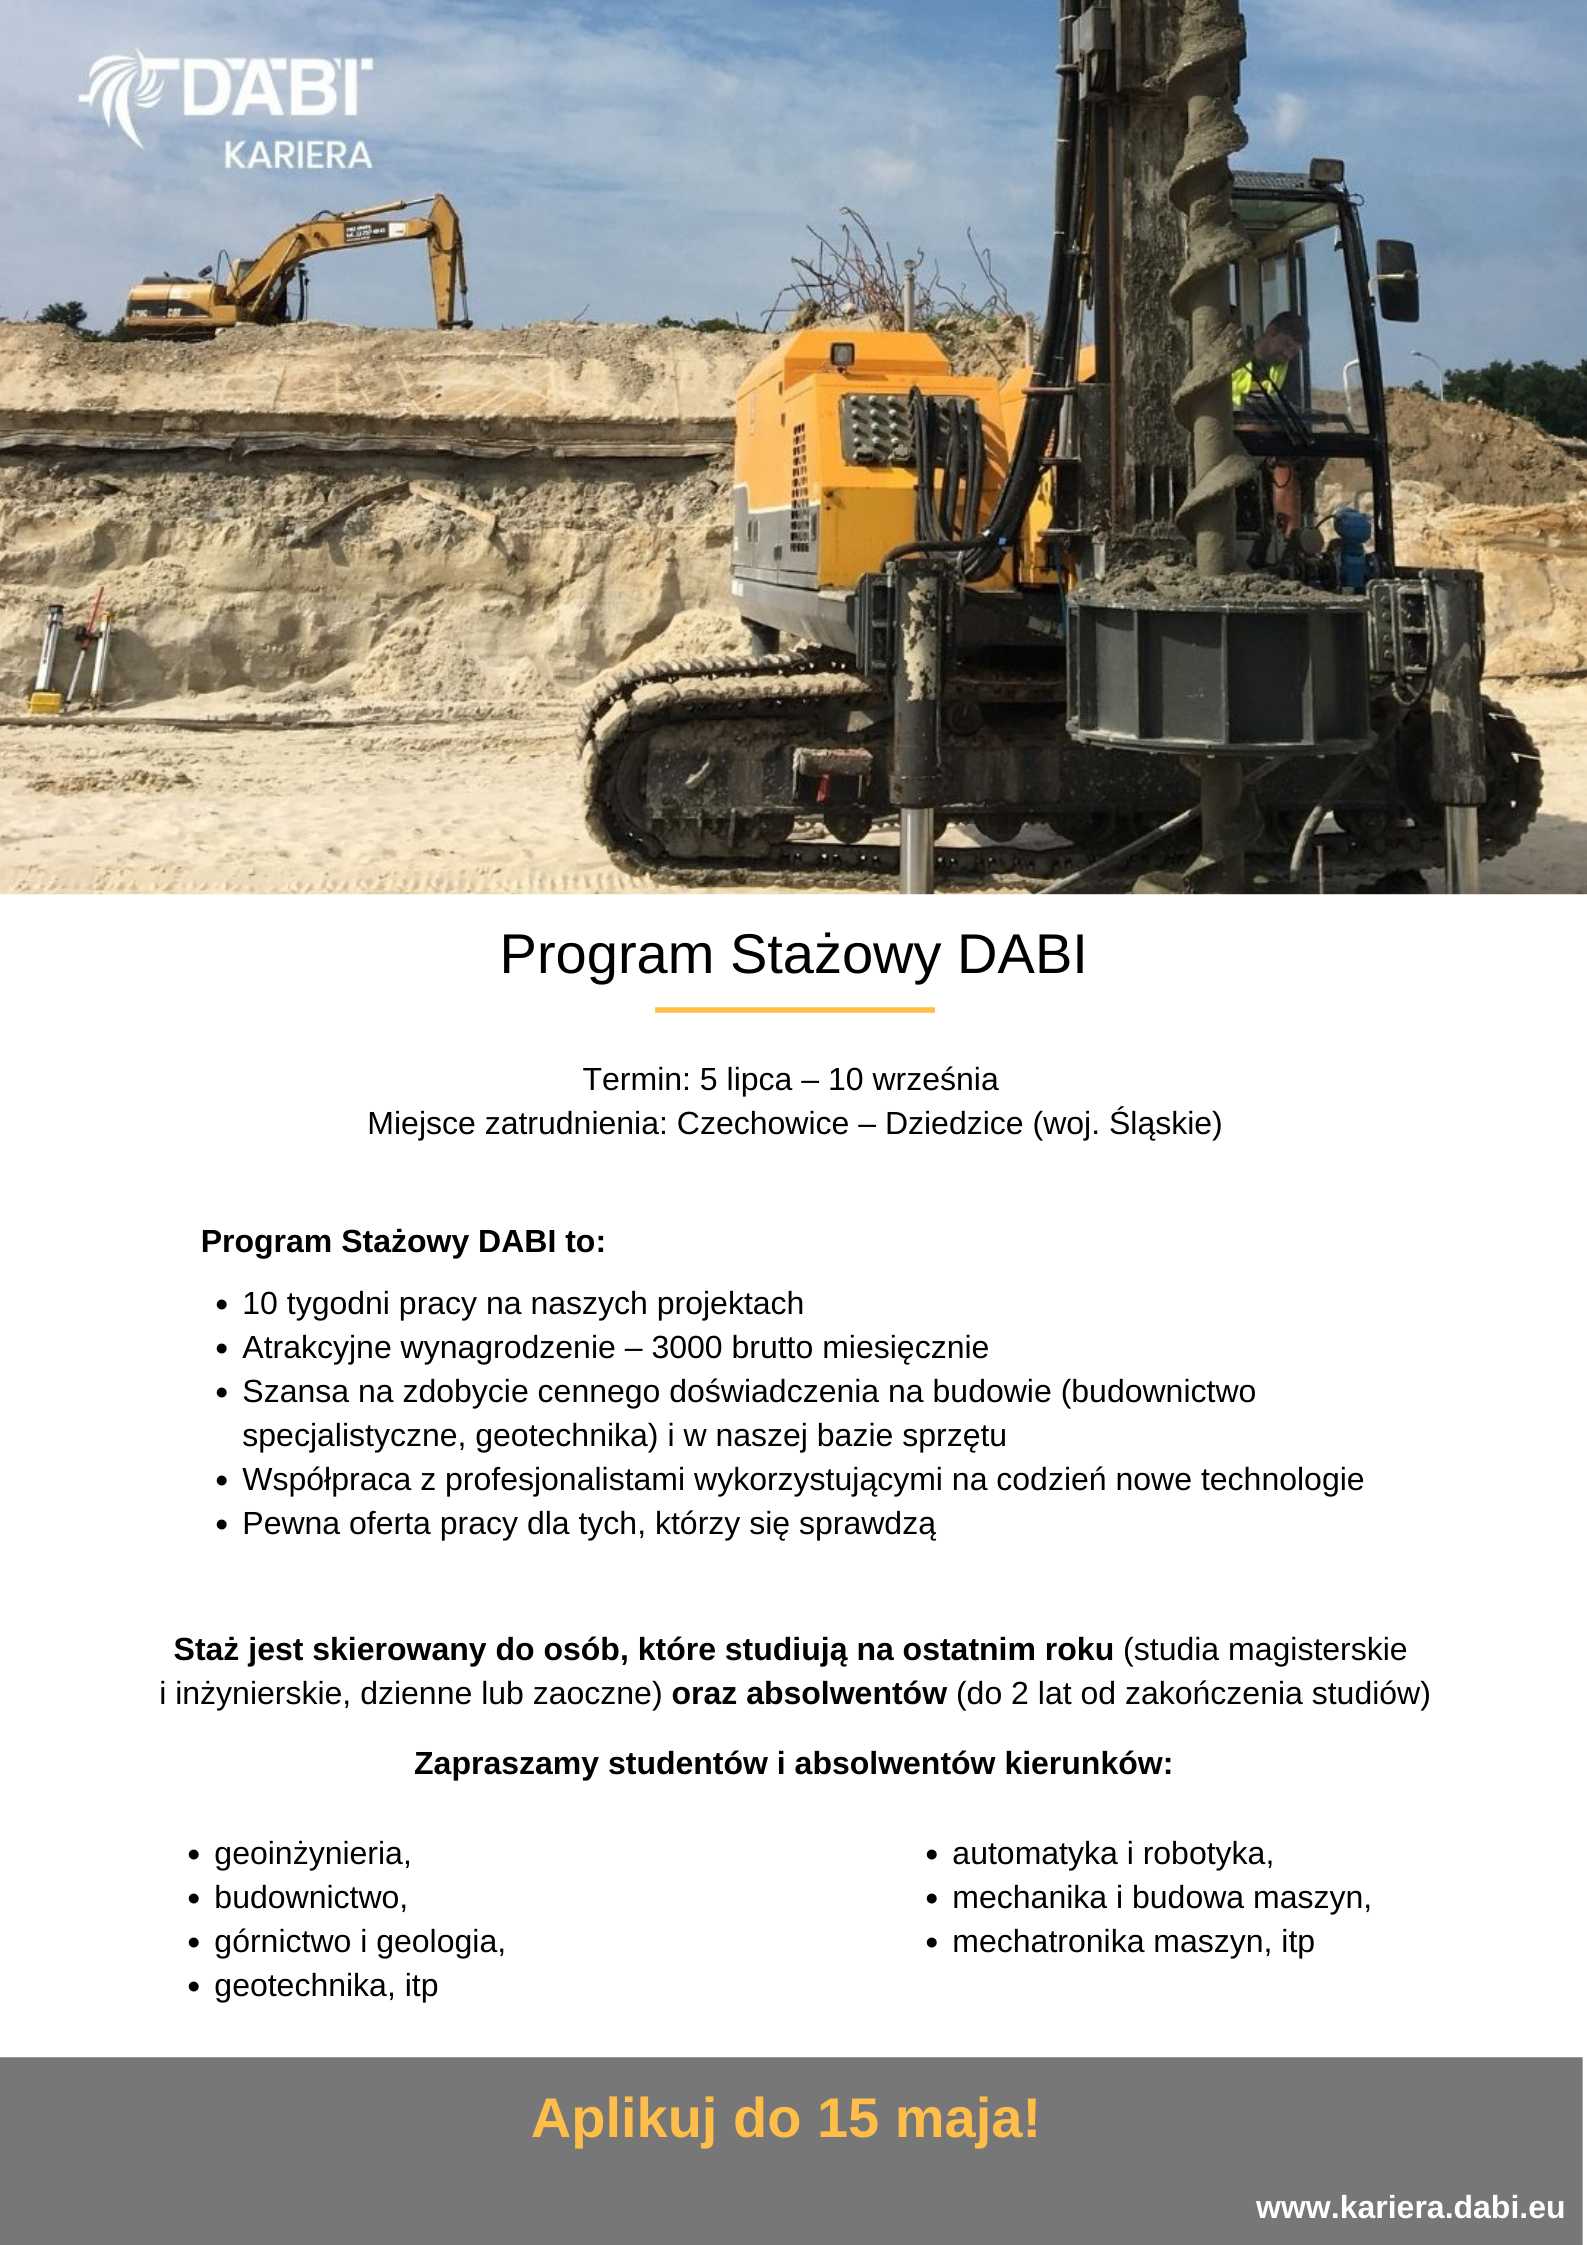 DABI
KARIERA
CAT
Program Stażowy DABI
Termin: 5 lipca – 10 września
Miejsce zatrudnienia: Czechowice – Dziedzice (woj. Śląskie)
Program Stażowy DABI to:
10 tygodni pracy na naszych projektach
Atrakcyjne wynagrodzenie – 3000 brutto miesięcznie
Szansa na zdobycie cennego doświadczenia na budowie (budownictwo
specjalistyczne, geotechnika) i w naszej bazie sprzętu
Współpraca z profesjonalistami wykorzystującymi na codzień nowe technologie
Pewna oferta pracy dla tych, którzy się sprawdzą
Staż jest skierowany do osób, które studiują na ostatnim roku (studia magisterskie
i inżynierskie, dzienne lub zaoczne) oraz absolwentów (do 2 lat od zakończenia studiów)
Zapraszamy studentów i absolwentów kierunków:
geoinżynieria,
budownictwo,
górnictwo i geologia,
geotechnika, itp
automatyka i robotyka,
mechanika i budowa maszyn,
mechatronika maszyn, itp
Aplikuj do 15 maja!
www.kariera.dabi.eu